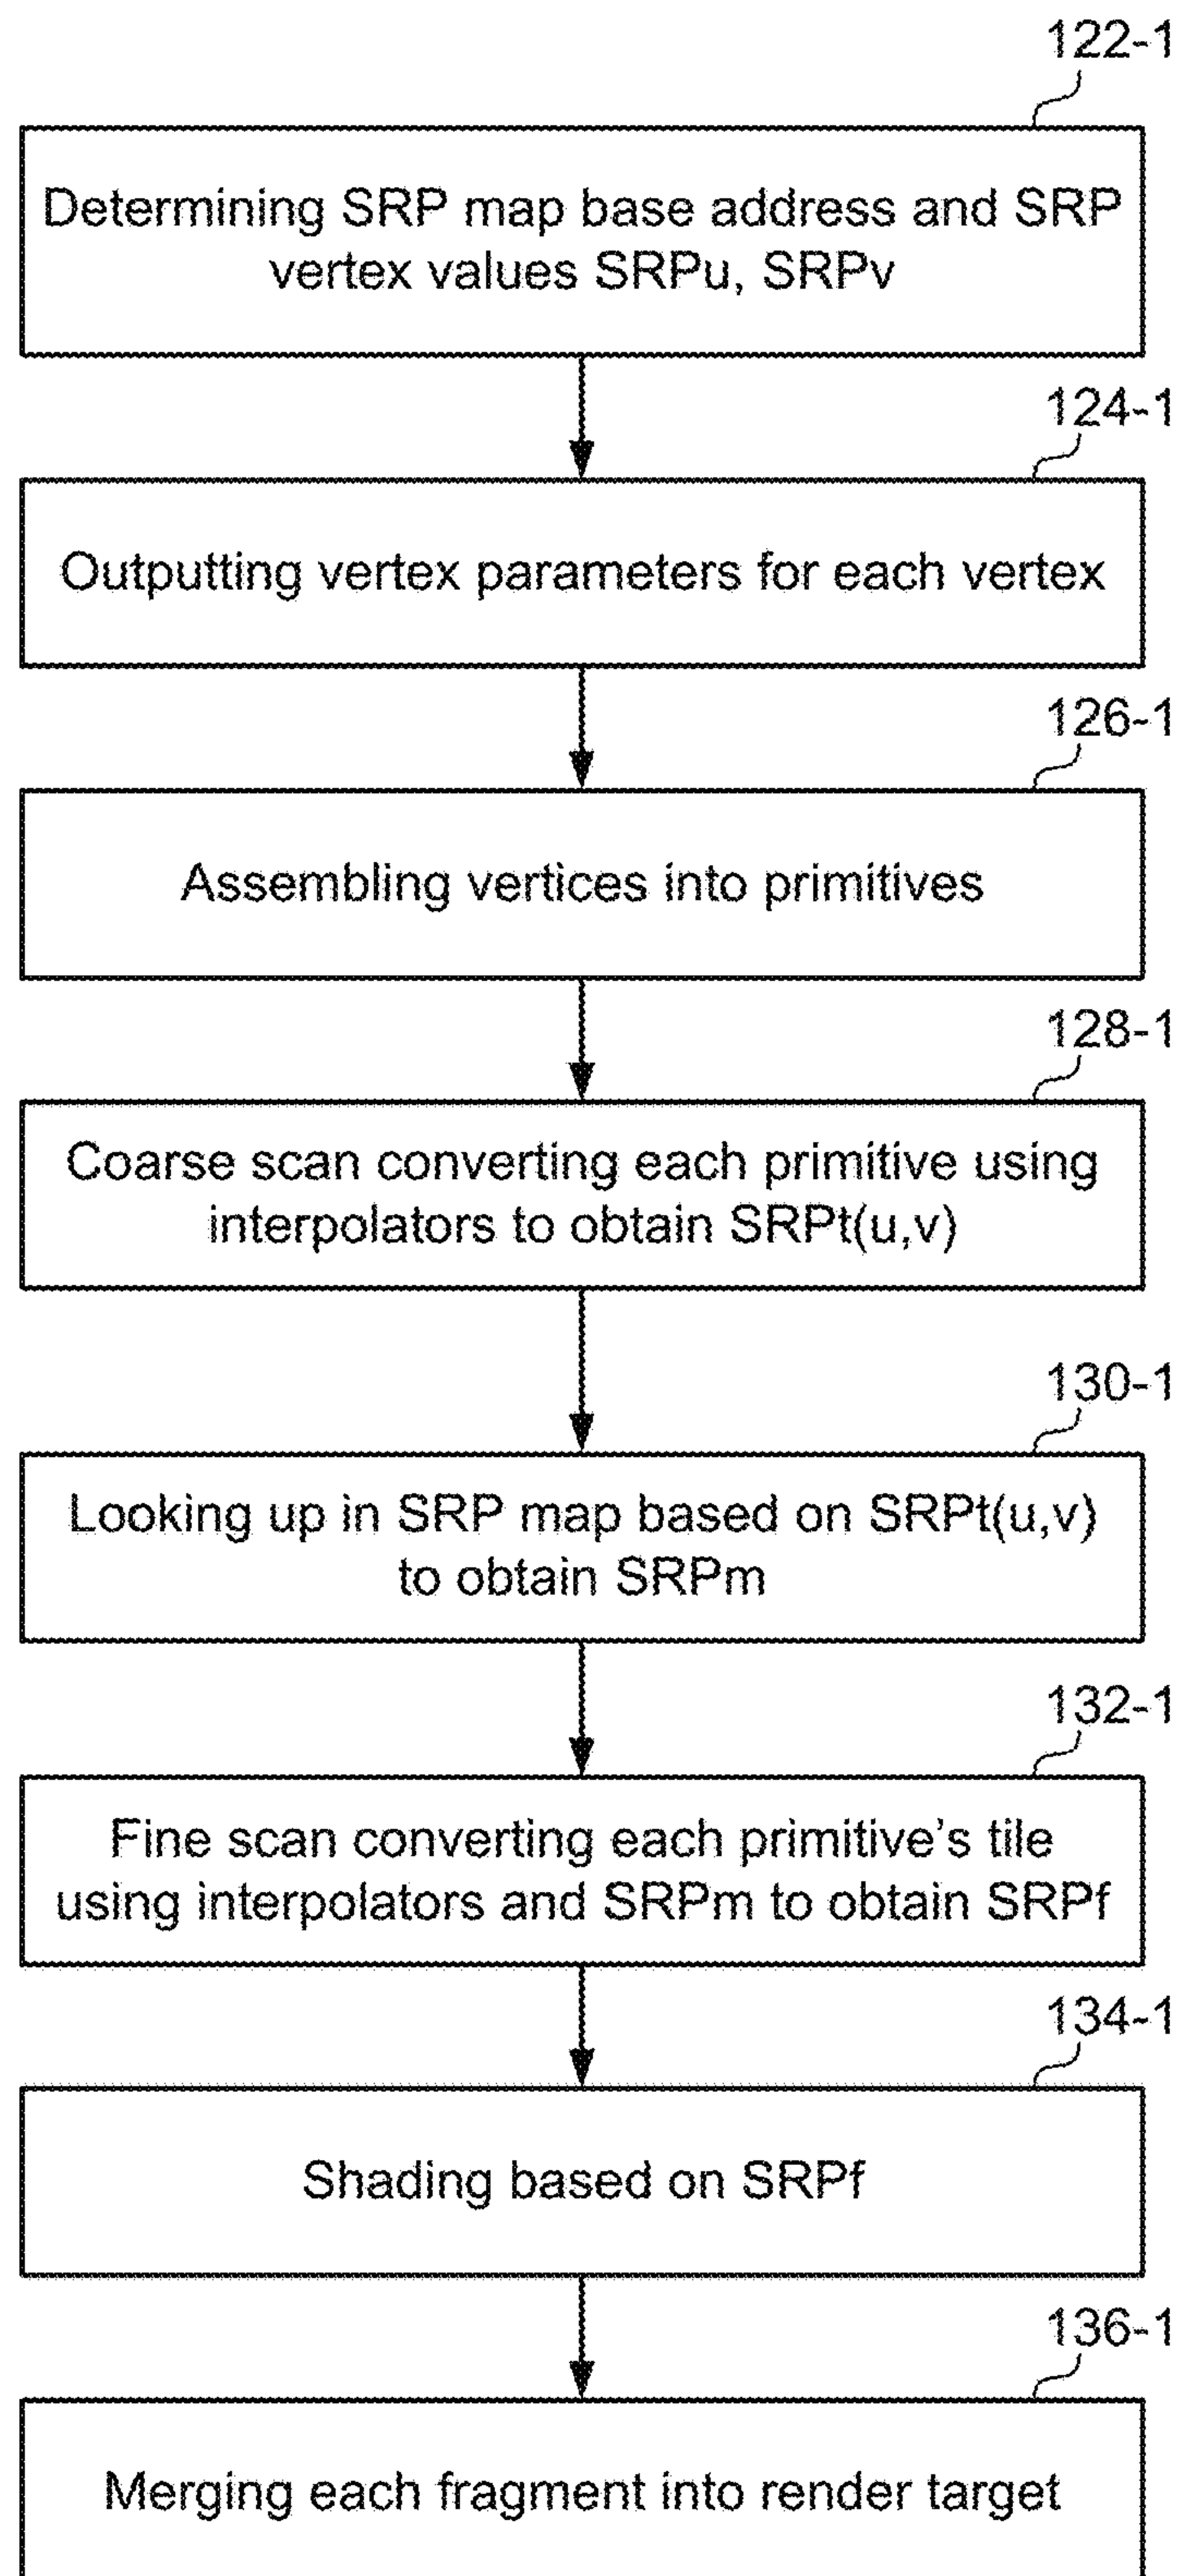 122-1
Determining SRP map base address and SRP
vertex values SRPu, SRPv
124-1
Outputting vertex parameters for each vertex
126-1
Assembling vertices into primitives
128-1
Coarse scan converting each primitive using
interpolators to obtain SRPt(u,v)
130-1
Looking up in SRP map based on SRPt(u,v)
to obtain SRPm
132-1
Fine scan converting each primitive's tile
using interpolators and SRPm to obtain SRPf
134-1
Shading based on SRPf
136-1
Merging each fragment into render target